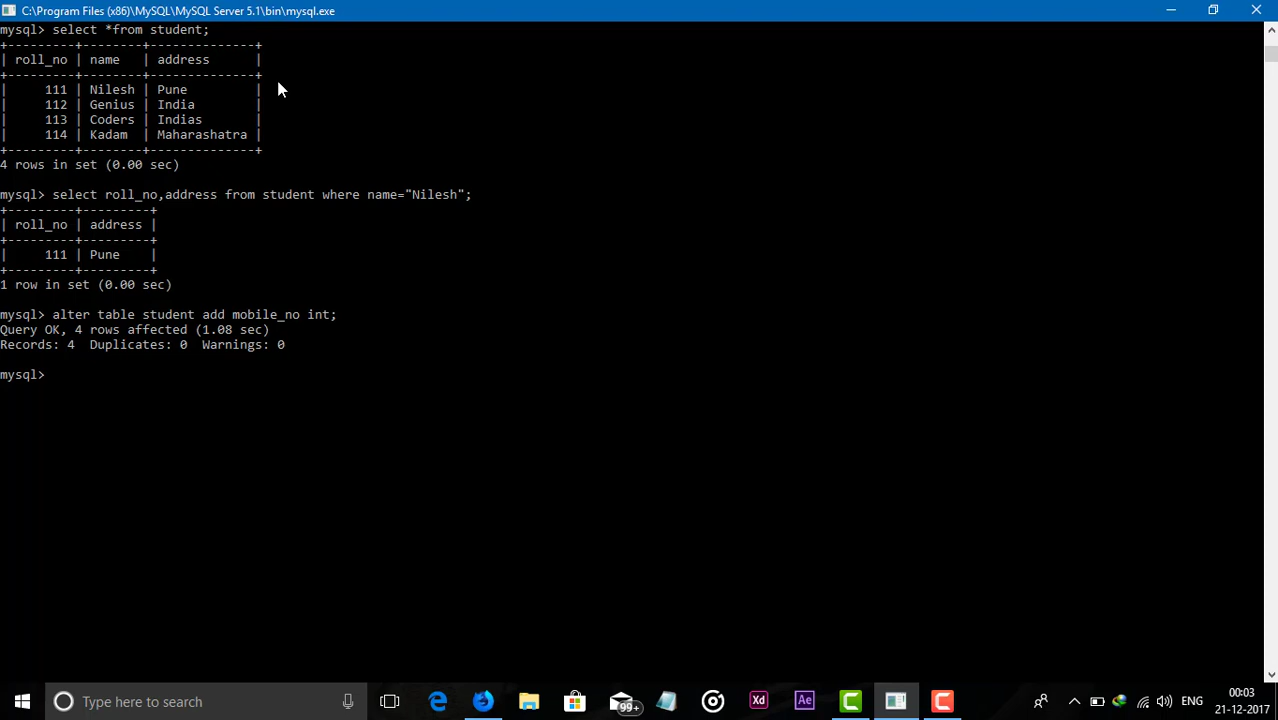 C:\Program Files (x86)\MySQL\MySQL Server 5.1\bin\mysql.exe
mysql> select *from student;
+---------+--------+--------------+
| roll_no | name   | address      |
+---------+--------+--------------+
|     111 | Nilesh | Pune         |
|     112 | Genius | India        |
|     113 | Coders | Indias       |
|     114 | Kadam  | Maharashatra |
+---------+--------+--------------+
4 rows in set (0.00 sec)
mysql> select roll_no,address from student where name="Nilesh";
+---------+---------+
| roll_no | address |
+---------+---------+
|     111 | Pune    |
+---------+---------+
1 row in set (0.00 sec)
mysql> alter table student add mobile_no int;
Query OK, 4 rows affected (1.08 sec)
Records: 4  Duplicates: 0  Warnings: 0
mysql>
Type here to search
99+
Xd
Ae
ENG
00:03
21-12-2017